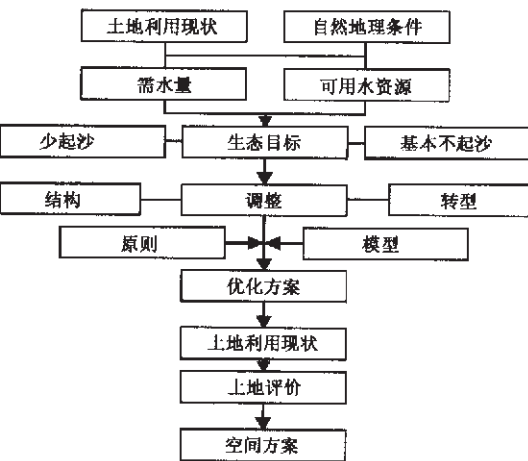 土地利用现状 自然地理条件
需水量 可用水资源
少起沙 生态目标 基本不起沙
结构 调整 转型
原则 模型
优化方案
土地利用现状
土地评价
空间方案